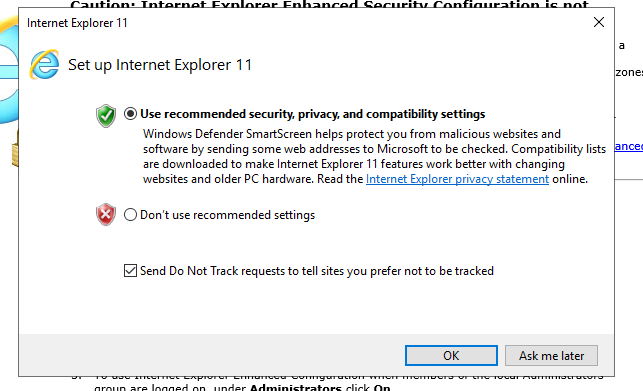 Caution: Internet Explorer Enhanced Security Configuration is not
Internet Explorer 11
a
Set up Internet Explorer 11
zones
Use recommended security, privacy, and compatibility settings
Windows Defender SmartScreen helps protect you from malicious websites and
software by sending some web addresses to Microsoft to be checked. Compatibility lists
are downloaded to make Internet Explorer 11 features work better with changing
websites and older PC hardware. Read the Internet Explorer privacy statement online.
Don't use recommended settings
Send Do Not Track requests to tell sites you prefer not to be tracked
OK
Ask me later
To use Internet Explorer Enhanced Configuration when members of the local Administrators
group are logged on, under Administrators click On